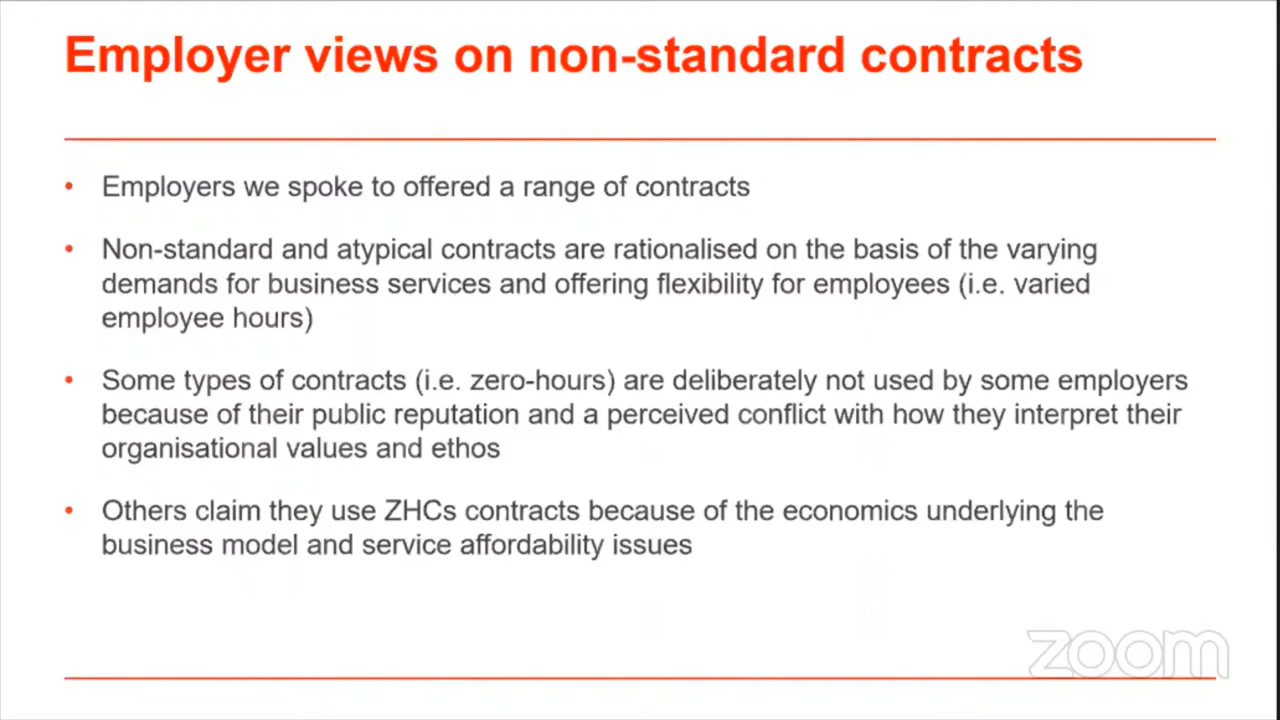 Employer views on non-standard contracts
• Employers we spoke to offered a range of contracts
• Non-standard and atypical contracts are rationalised on the basis of the varying
demands for business services and offering flexibility for employees (i.e. varied
employee hours)
• Some types of contracts (i.e. zero-hours) are deliberately not used by some employers
because of their public reputation and a perceived conflict with how they interpret their
organisational values and ethos
• Others claim they use ZHCs contracts because of the economics underlying the
business model and service affordability issues
zoom